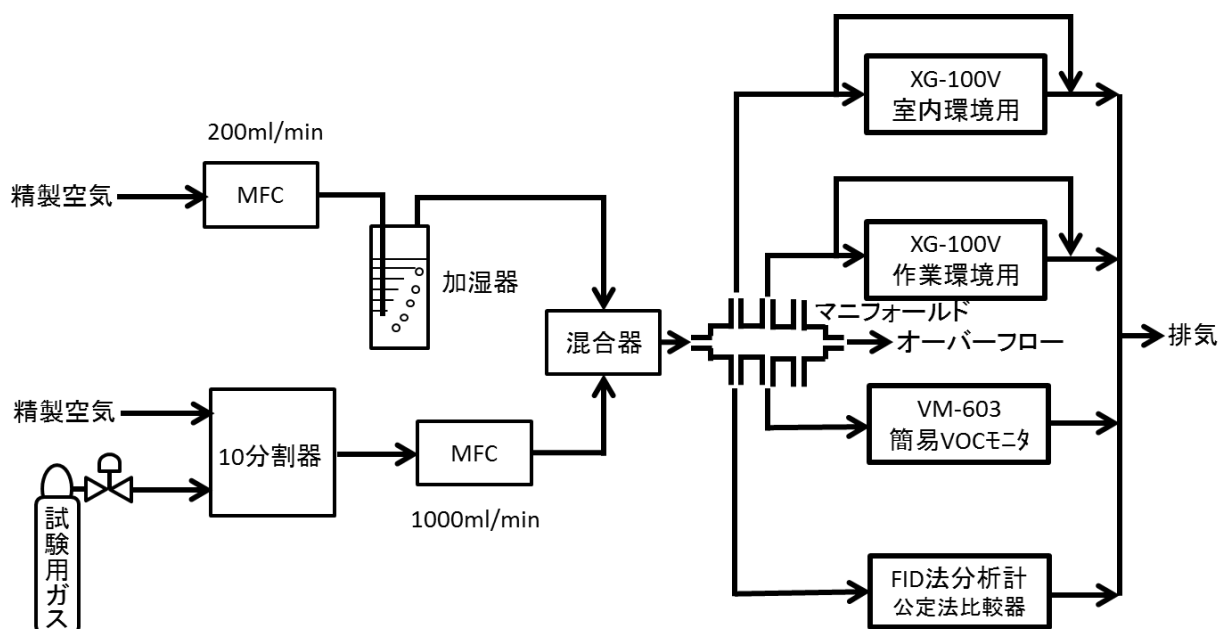 200ml/min
精製空気
MFC
加湿器
精製空気
10分割器
MFC
1000ml/min
試験用ガス
混合器
マニフォールド
オーバーフロー
XG-100V
室内環境用
XG-100V
作業環境用
VM-603
簡易VOCモニタ
FID法分析計
公定法比較器
排気